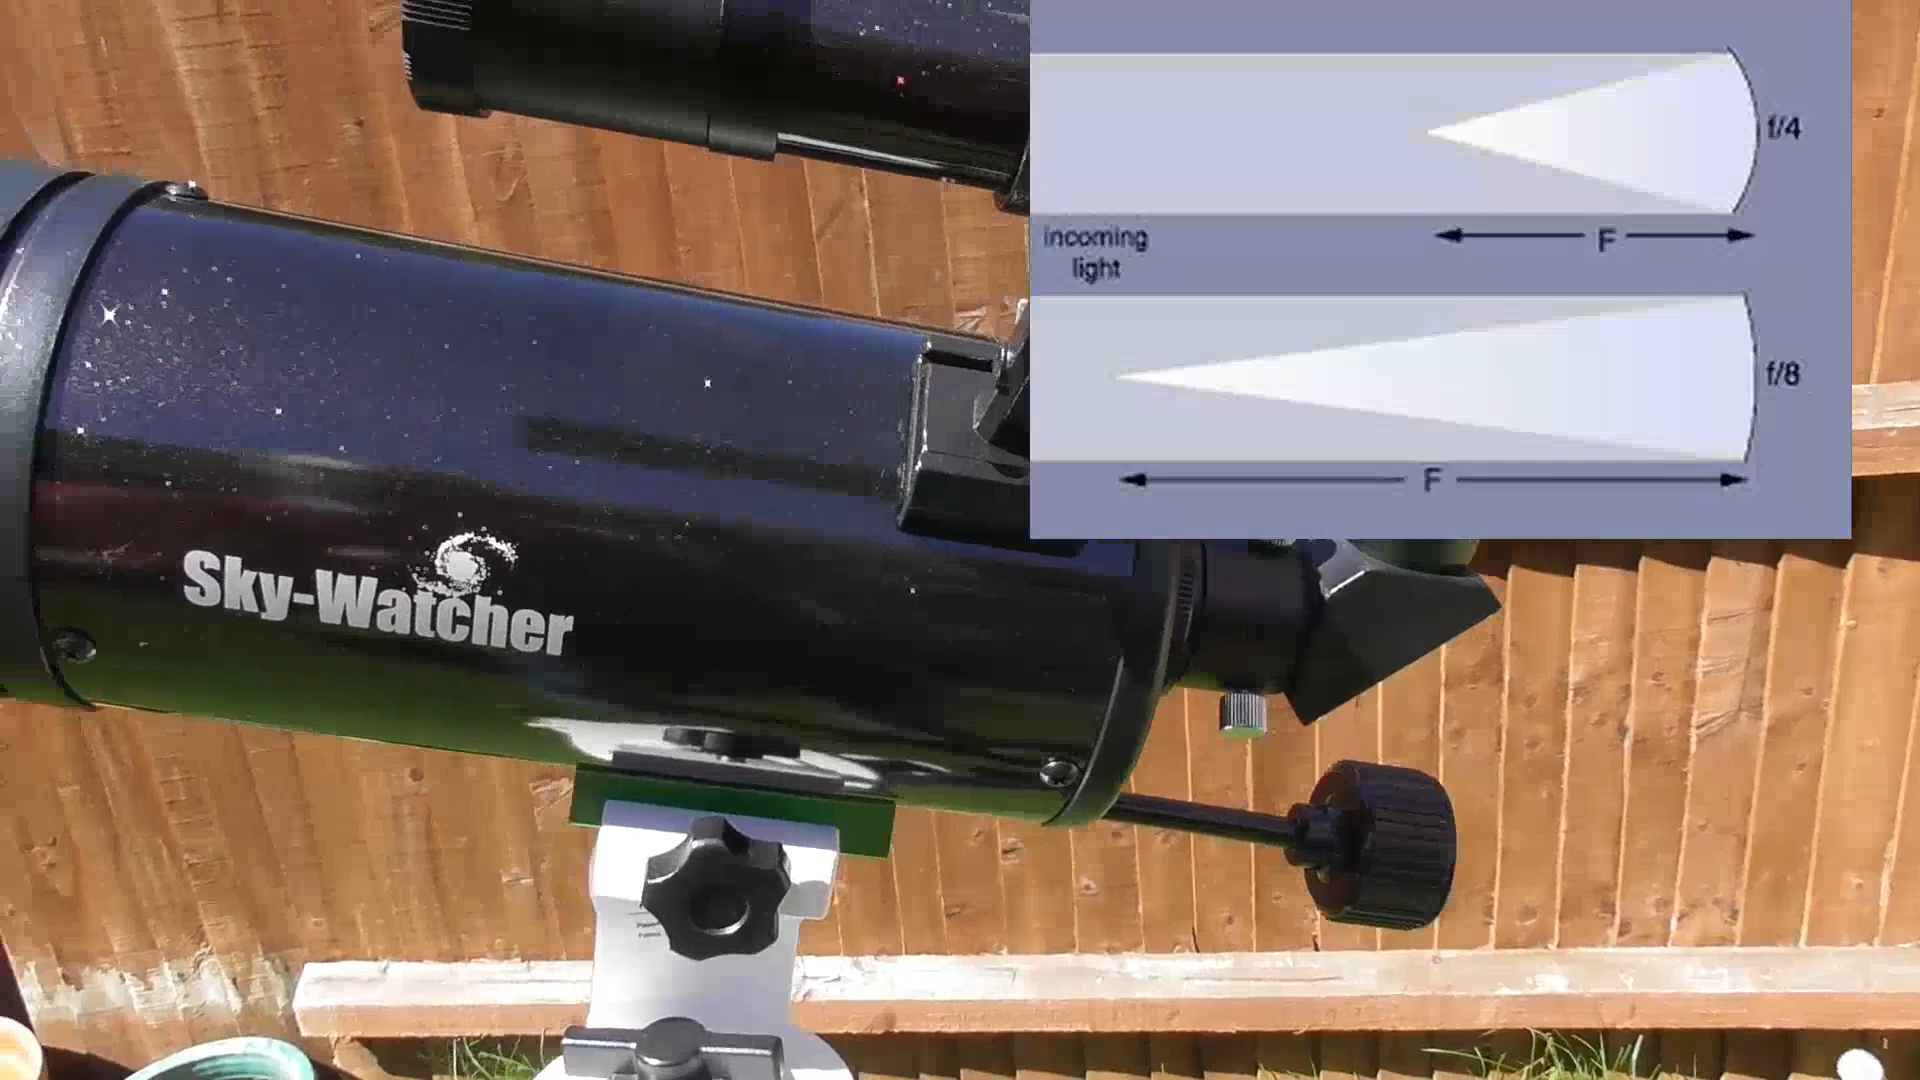 f/4
F
incoming
light
f/8
F
Sky-Watcher